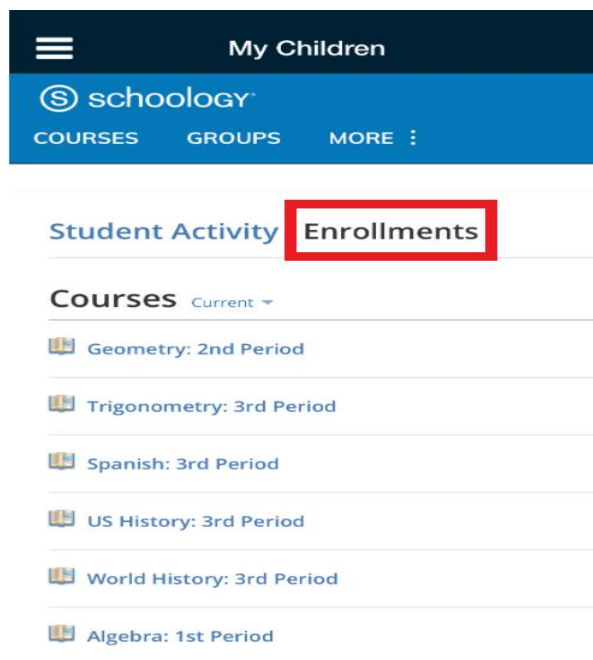 My Children
S schoology
COURSES GROUPS MORE
Student Activity Enrollments
Courses Current
Geometry: 2nd Period
Trigonometry: 3rd Period
Spanish: 3rd Period
US History: 3rd Period
World History: 3rd Period
Algebra: 1st Period